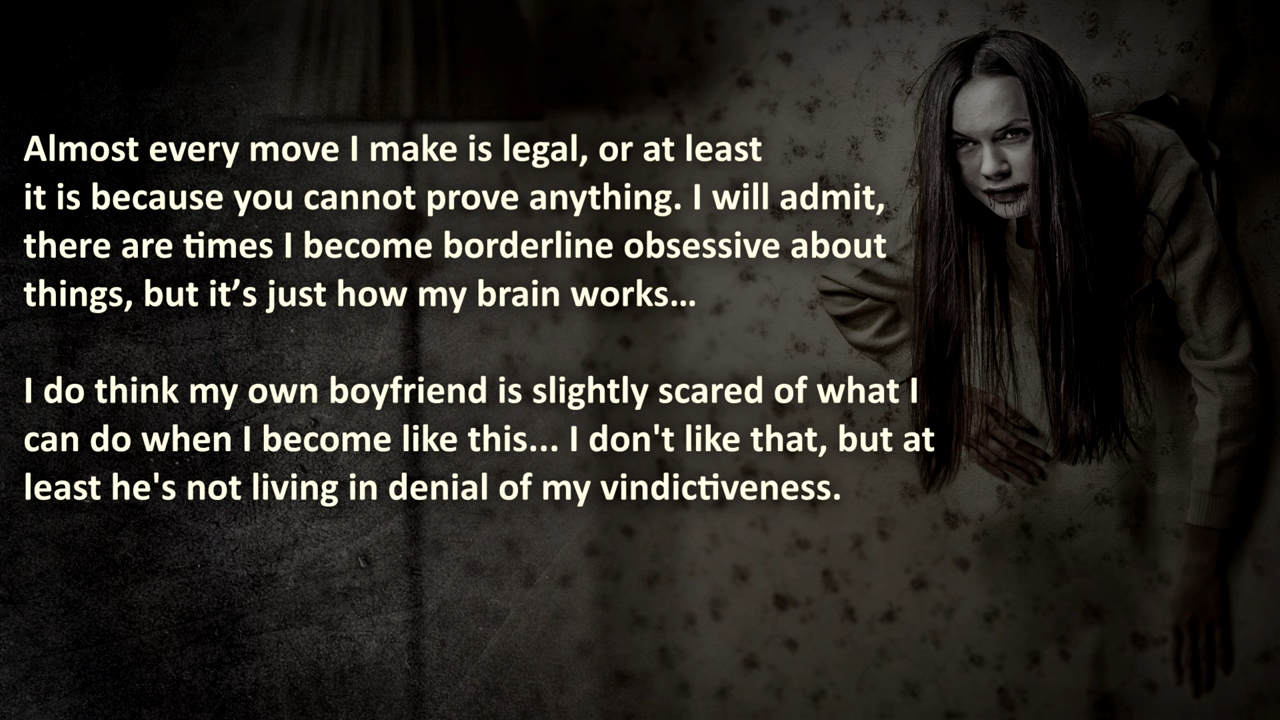 Almost every move I make is legal, or at least
it is because you cannot prove anything. I will admit,
there are times I become borderline obsessive about
things, but it’s just how my brain works...
I do think my own boyfriend is slightly scared of what I
can do when I become like this... I don't like that, but at
least he's not living in denial of my vindictiveness.